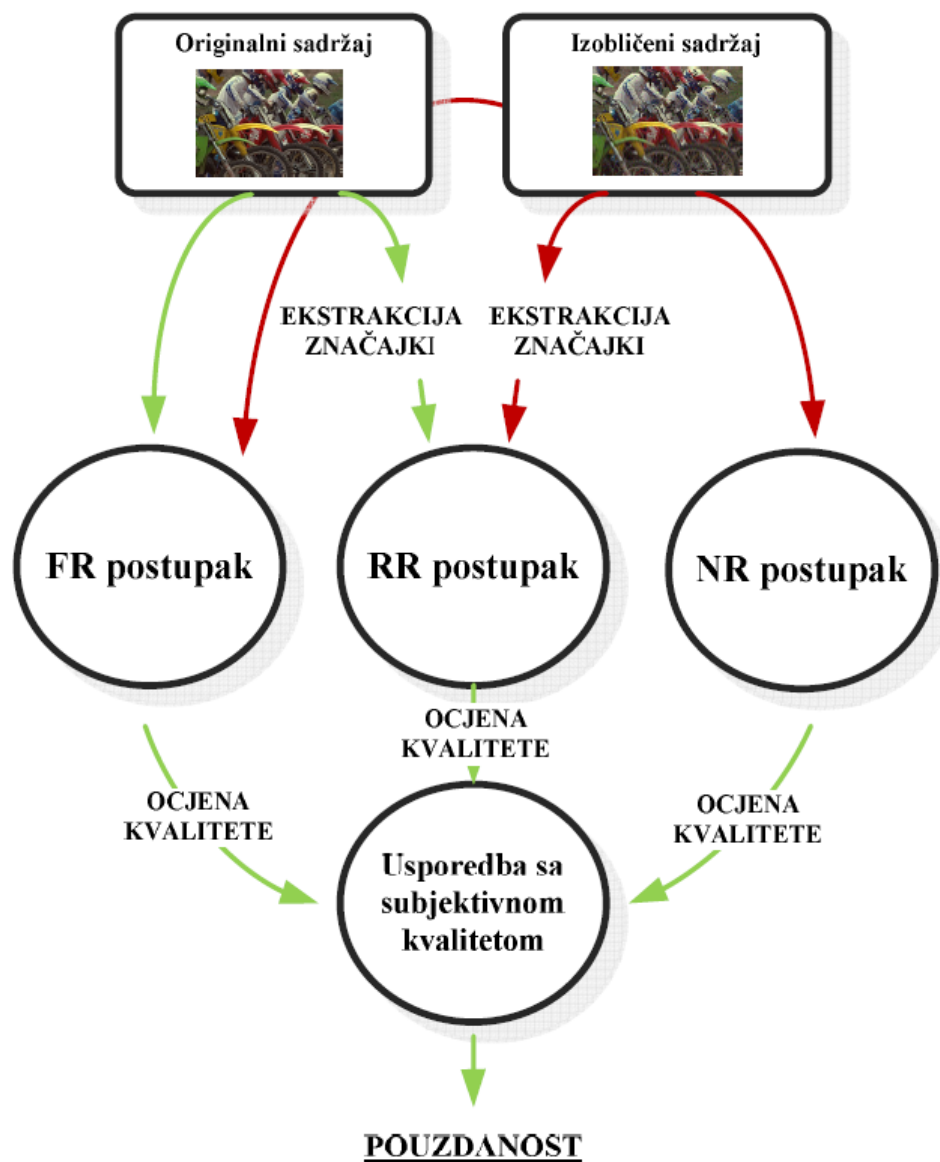 Originalni sadržaj
Izobličeni sadržaj
EKSTRAKCIJA
ZNAČAJKI
EKSTRAKCIJA
ZNAČAJKI
FR postupak
RR postupak
NR postupak
OCJENA
KVALITETE
OCJENA
KVALITETE
OCJENA
KVALITETE
Usporedba sa
subjektivnom
kvalitetom
POUZDANOST